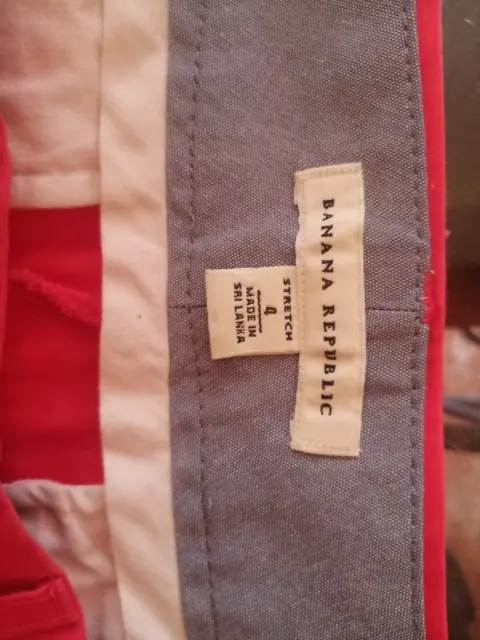 BANANA REPUBLIC
STRETCH
4
MADE IN
SRI LANKA